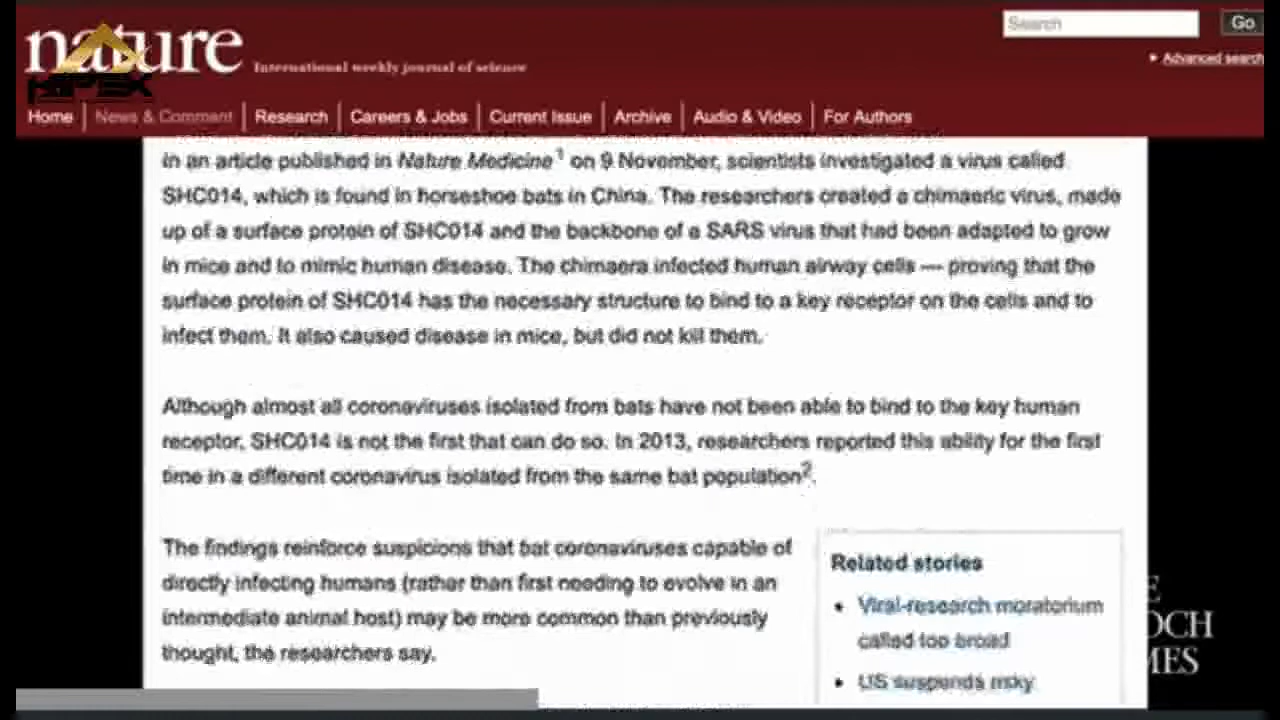 nature
International weekly journal of science
Search
Go
Advanced search
Home
News & Comment
Research
Careers & Jobs
Current Issue
Archive
Audio & Video
For Authors
In an article published in Nature Medicine1 on 9 November, scientists investigated a virus called
SHC014, which is found in horseshoe bats in China. The researchers created a chimaeric virus, made
up of a surface protein of SHC014 and the backbone of a SARS virus that had been adapted to grow
in mice and to mimic human disease. The chimaera infected human airway cells — proving that the
surface protein of SHC014 has the necessary structure to bind to a key receptor on the cells and to
infect them. It also caused disease in mice, but did not kill them.
Although almost all coronaviruses isolated from bats have not been able to bind to the key human
receptor, SHC014 is not the first that can do so. In 2013, researchers reported this ability for the first
time in a different coronavirus isolated from the same bat population2.
The findings reinforce suspicions that bat coronaviruses capable of
directly infecting humans (rather than first needing to evolve in an
intermediate animal host) may be more common than previously
thought, the researchers say.
Related stories
• Viral-research moratorium
called too broad
• US suspends risky
E
OCH
MES